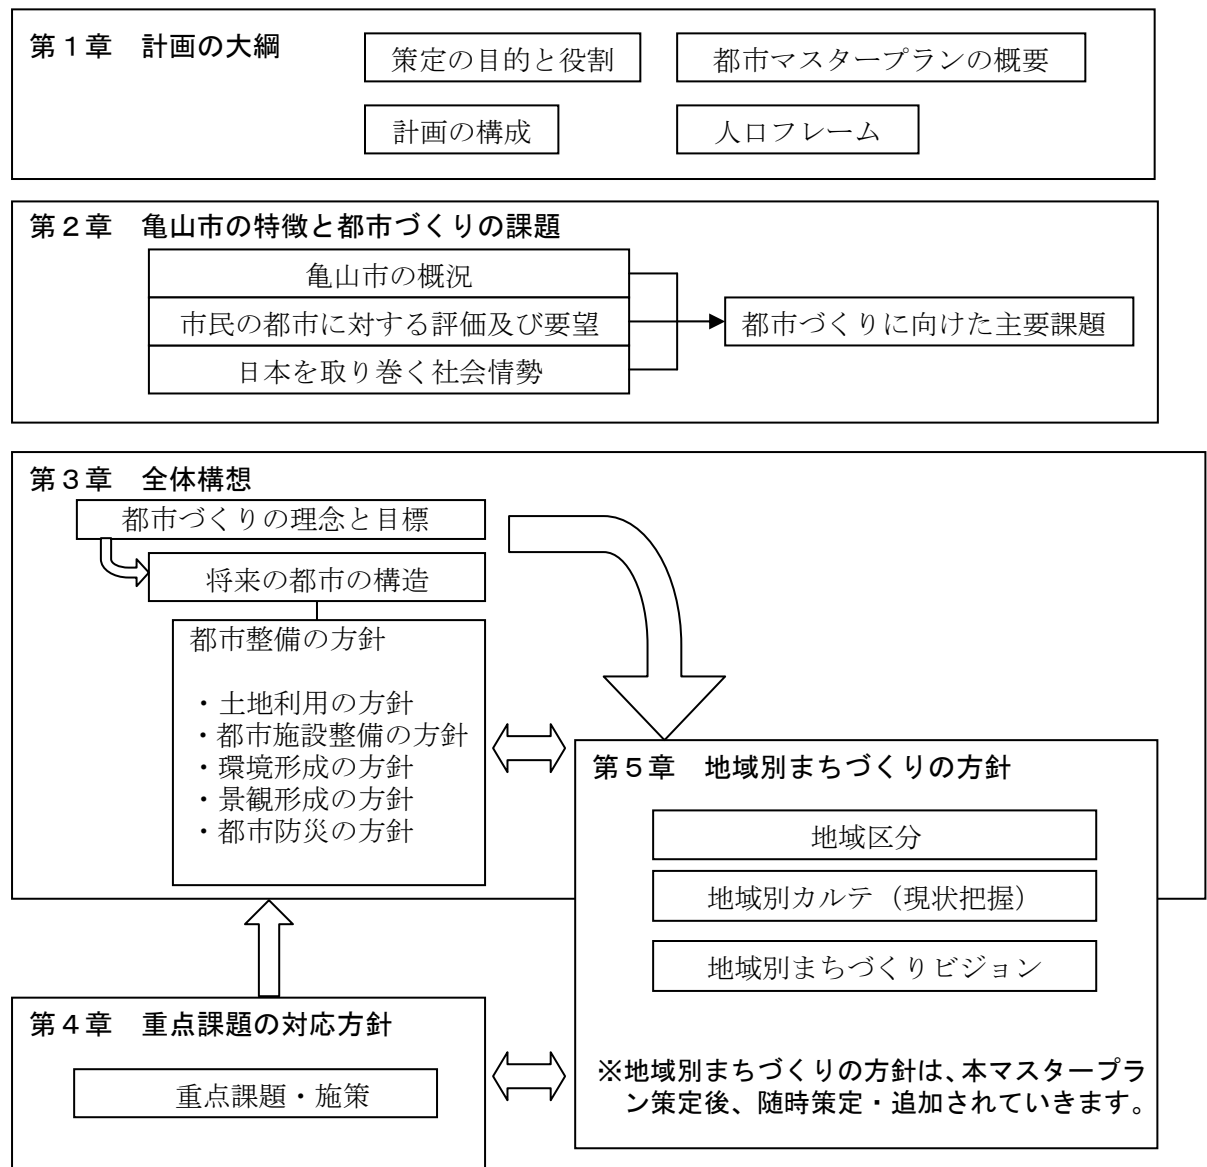 第１章　計画の大綱
策定の目的と役割
都市マスタープランの概要
計画の構成
人口フレーム
第２章　亀山市の特徴と都市づくりの課題
亀山市の概況
市民の都市に対する評価及び要望
日本を取り巻く社会情勢
都市づくりに向けた主要課題
第３章　全体構想
都市づくりの理念と目標
将来の都市の構造
都市整備の方針
・土地利用の方針
・都市施設整備の方針
・環境形成の方針
・景観形成の方針
・都市防災の方針
第５章　地域別まちづくりの方針
地域区分
地域別カルテ（現状把握）
地域別まちづくりビジョン
※地域別まちづくりの方針は、本マスタープラ
ン策定後、随時策定・追加されていきます。
第４章　重点課題の対応方針
重点課題・施策